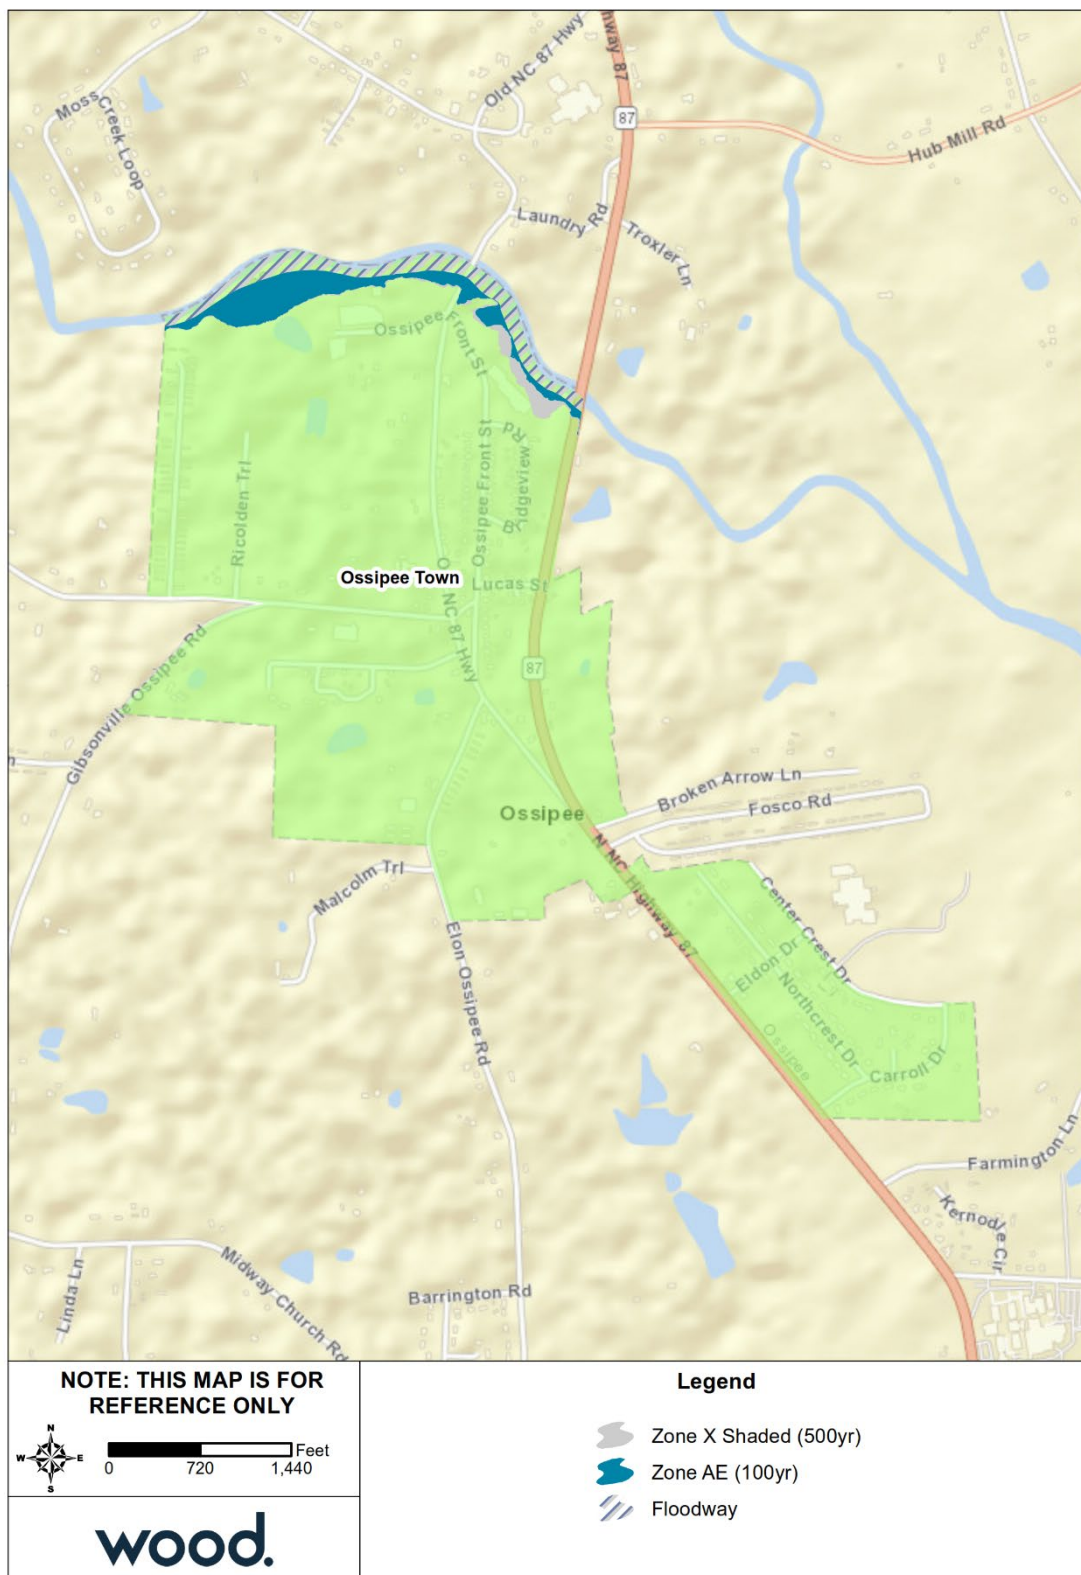 Old NC 87 Hwy
hway 87
87
Moss Creek Loop
Hub Mill Rd
Laundry Rd
Troxler Ln
Ossipee Front St
Ossipee Front St
Ricolden Trl
Ossipee Town
Lucas St
NC 87 Hwy
87
Gibsonville Ossipee Rd
Broken Arrow Ln
Fosco Rd
Ossipee
N NC Highway 87
Malcolm Trl
Center Crest Dr
Eldon Dr
Northcrest Dr
Elon Ossipee Rd
Ossipee
Carroll Dr
Farmington Ln
Kernodle Cir
Linda Ln
Midway Church Rd
Barrington Rd
NOTE: THIS MAP IS FOR
REFERENCE ONLY
N
W E
S
Feet
0 720 1,440
wood.
Legend
Zone X Shaded (500yr)
Zone AE (100yr)
Floodway